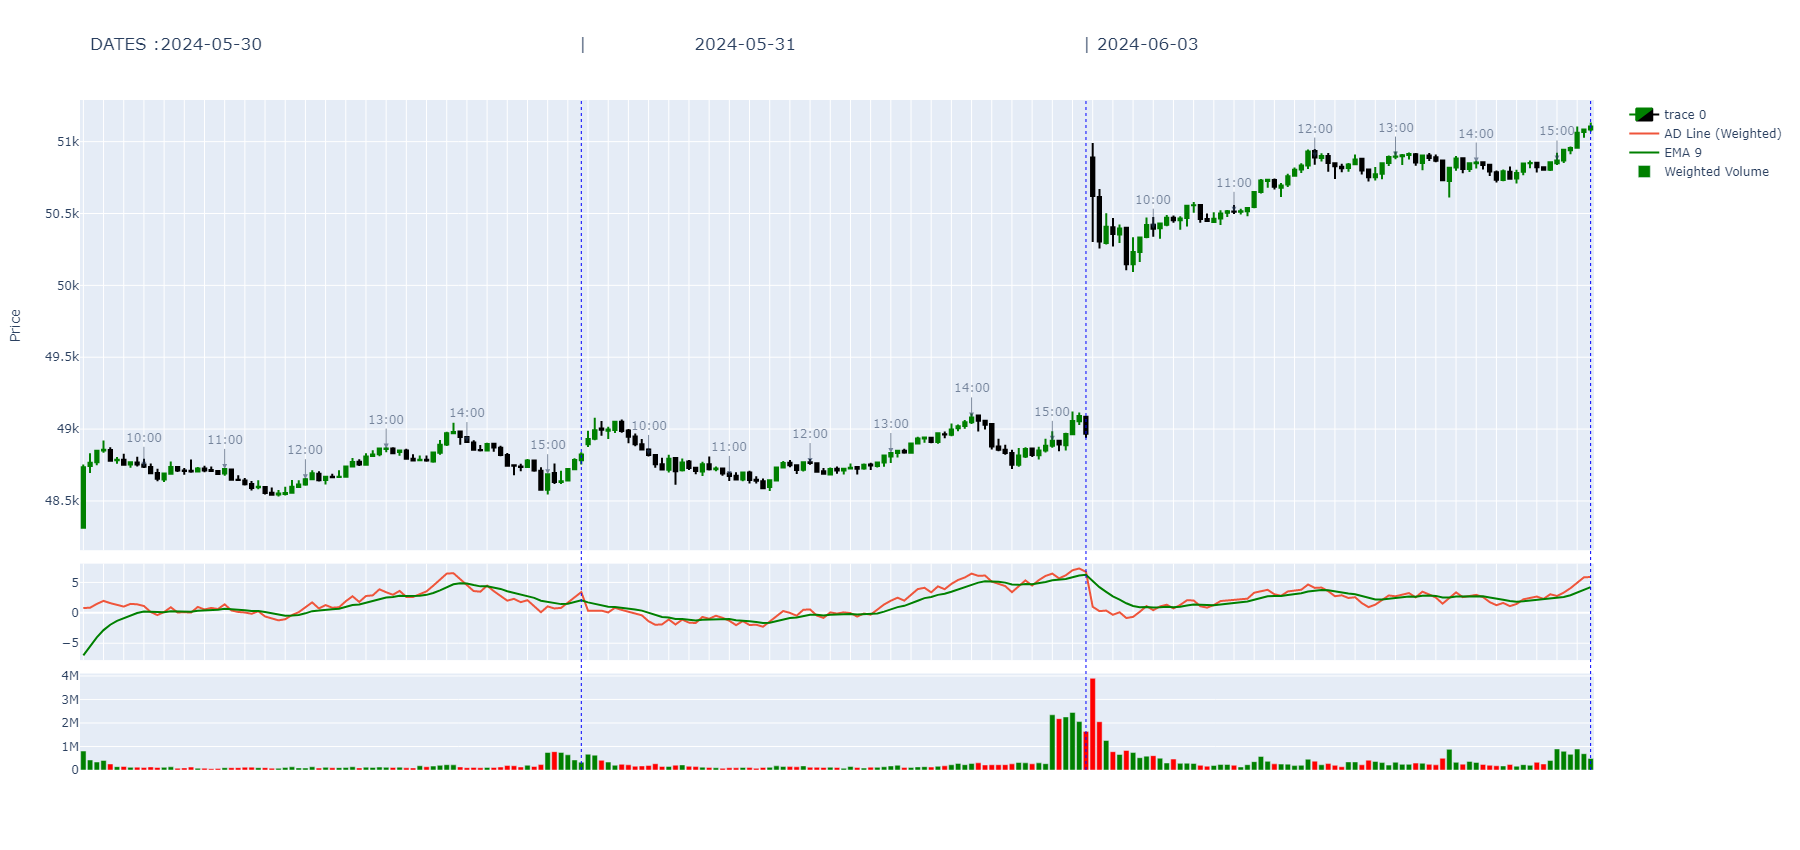 DATES :2024-05-30 | 2024-05-31 | 2024-06-03
trace 0
AD Line (Weighted)
EMA 9
Weighted Volume
Price
51k
50.5k
50k
49.5k
49k
48.5k
10:00 11:00 12:00 13:00 14:00 15:00
10:00 11:00 12:00 13:00 14:00 15:00
10:00 11:00 12:00 13:00 14:00 15:00
5
0
−5
4M
3M
2M
1M
0